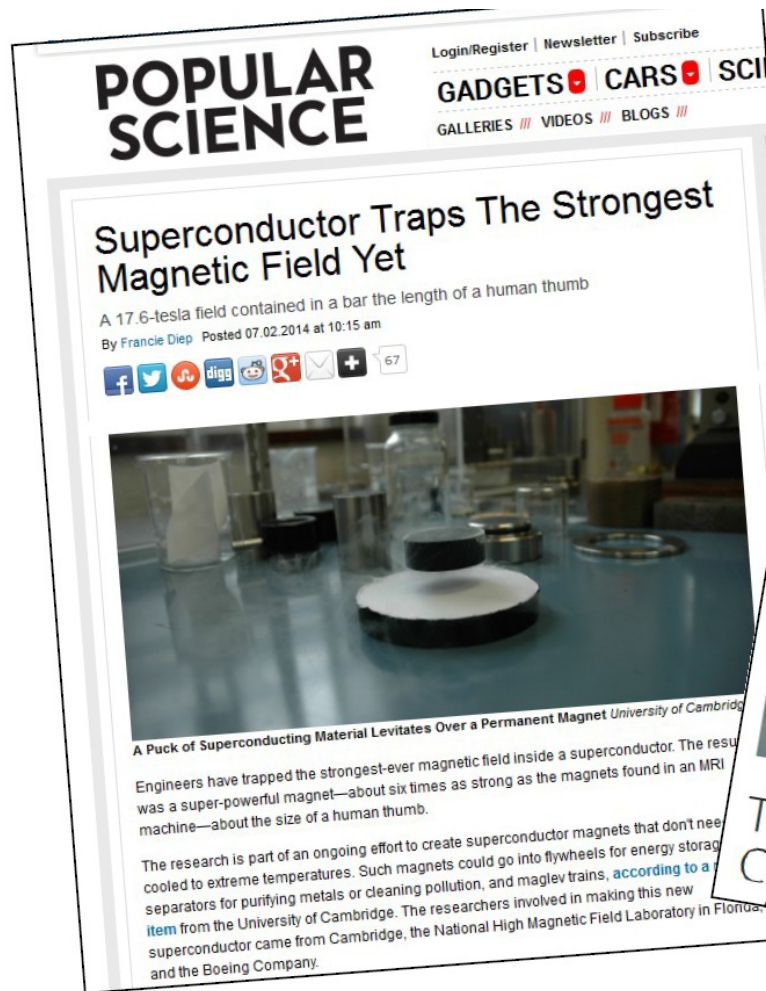 POPULAR
SCIENCE
Login/Register | Newsletter | Subscribe
GADGETS | CARS | SCI
GALLERIES /// VIDEOS /// BLOGS ///
Superconductor Traps The Strongest
Magnetic Field Yet
A 17.6-tesla field contained in a bar the length of a human thumb
By Francie Diep Posted 07.02.2014 at 10:15 am
digg
67
A Puck of Superconducting Material Levitates Over a Permanent Magnet University of Cambridge
Engineers have trapped the strongest-ever magnetic field inside a superconductor. The resu
was a super-powerful magnet—about six times as strong as the magnets found in an MRI
machine—about the size of a human thumb.
The research is part of an ongoing effort to create superconductor magnets that don't nee
cooled to extreme temperatures. Such magnets could go into flywheels for energy storag
separators for purifying metals or cleaning pollution, and maglev trains, according to a
item from the University of Cambridge. The researchers involved in making this new
superconductor came from Cambridge, the National High Magnetic Field Laboratory in Florida,
and the Boeing Company.
T
C